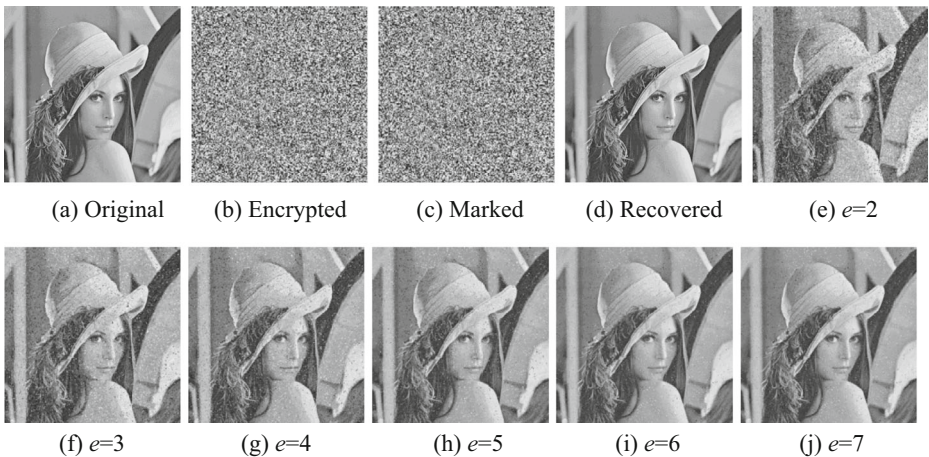 (a) Original
(b) Encrypted
(c) Marked
(d) Recovered
(e) e=2
(f) e=3
(g) e=4
(h) e=5
(i) e=6
(j) e=7